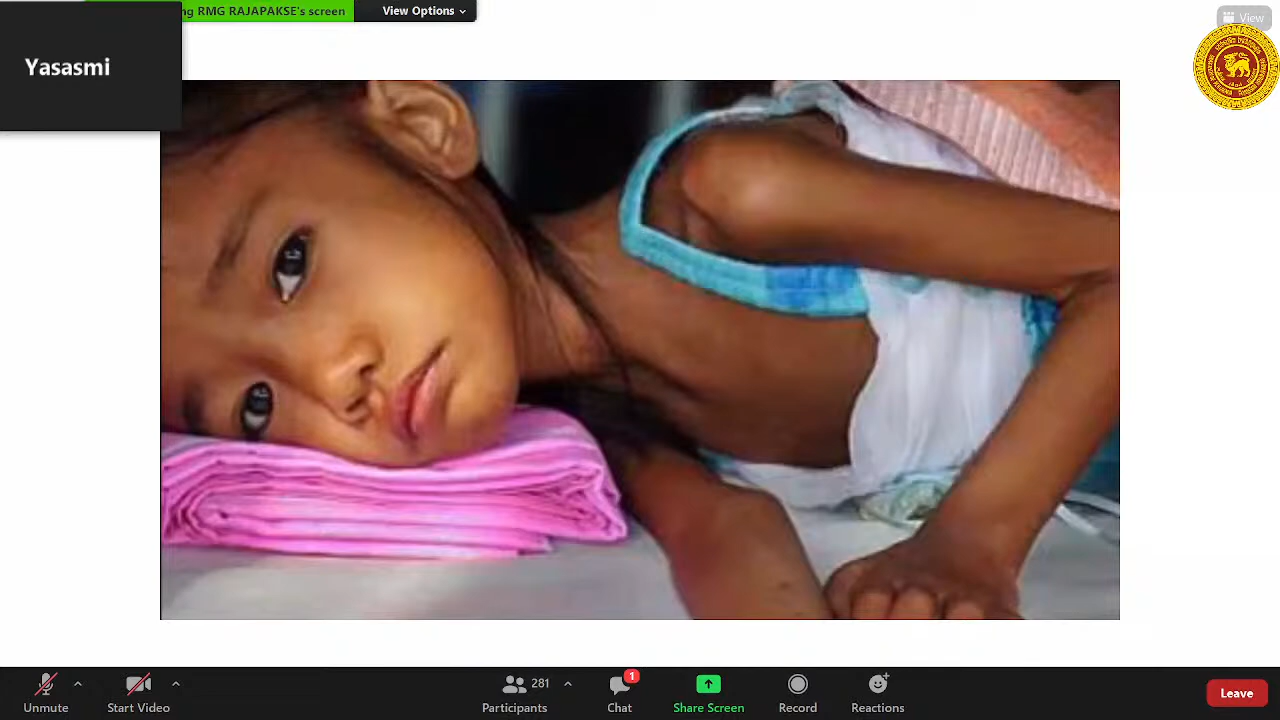 ng RMG RAJAPAKSE's screen
View Options
View
Yasasmi
281
1
Unmute
Start Video
Participants
Chat
Share Screen
Record
Reactions
Leave